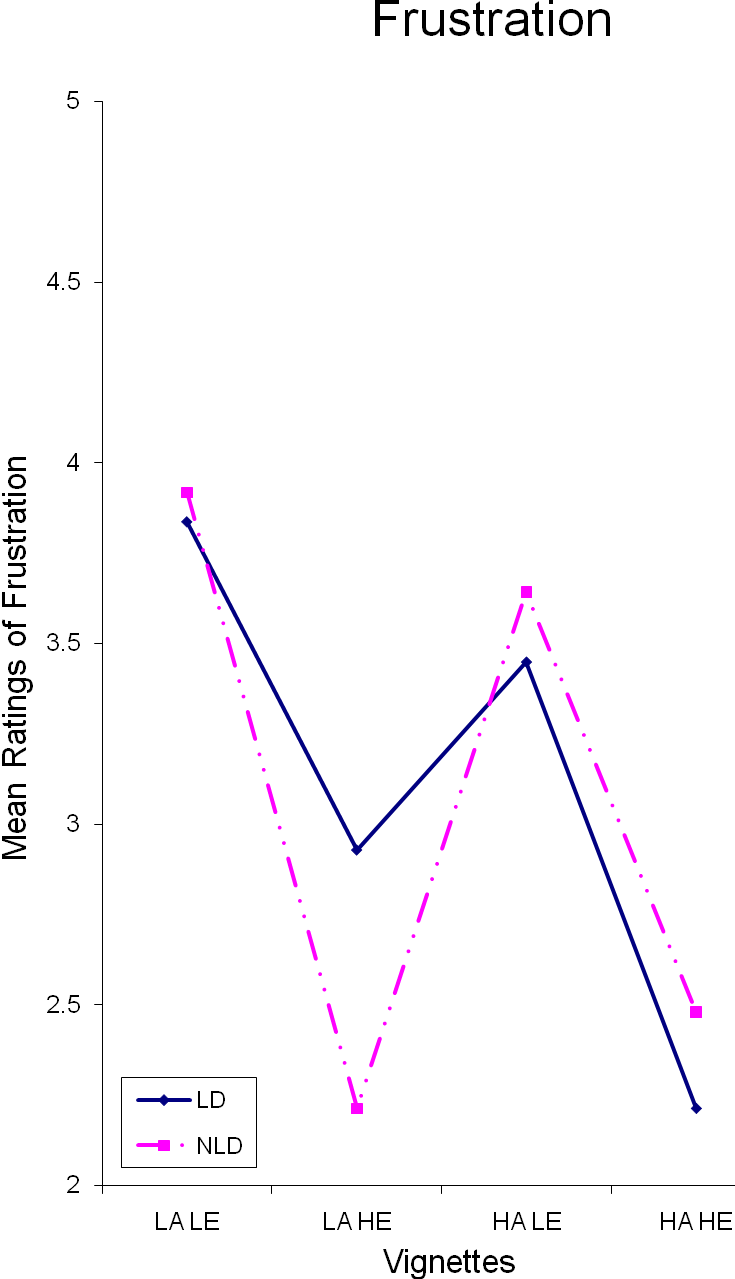 Frustration
5
4.5
4
3.5
3
2.5
2
Mean Ratings of Frustration
LD
NLD
LA LE
LA HE
HA LE
HA HE
Vignettes